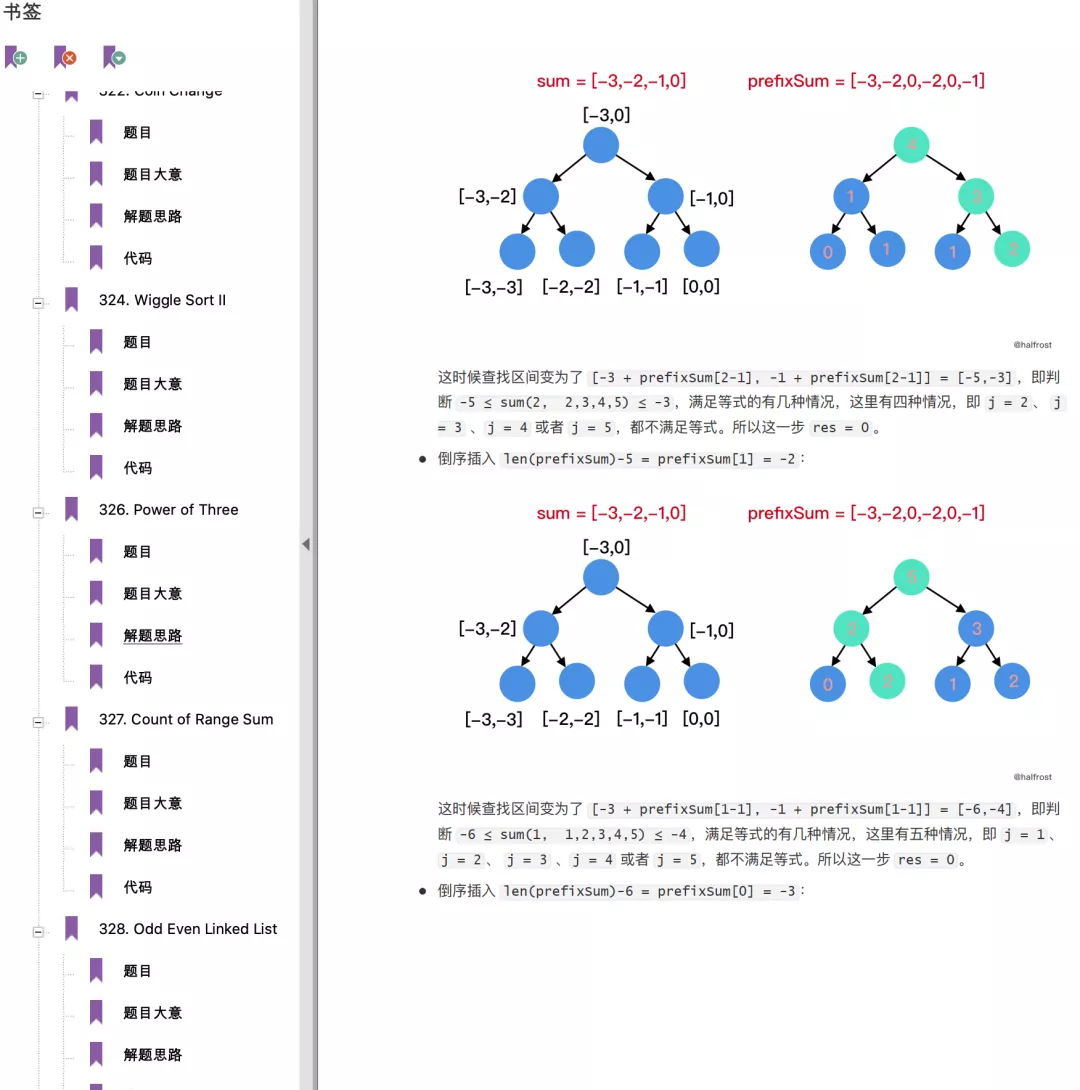 书签
322. Coin Change
题目
题目大意
解题思路
代码
324. Wiggle Sort II
题目
题目大意
解题思路
代码
326. Power of Three
题目
题目大意
解题思路
代码
327. Count of Range Sum
题目
题目大意
解题思路
代码
328. Odd Even Linked List
题目
题目大意
解题思路
sum = [-3,-2,-1,0]
prefixSum = [-3,-2,0,-2,0,-1]
[-3,0]
4
[-3,-2]
[-1,0]
1
3
0
1
1
2
[-3,-3]
[-2,-2]
[-1,-1]
[0,0]
@halfrost
这时候查找区间变为了 [-3 + prefixSum[2-1], -1 + prefixSum[2-1]] = [-5,-3]，即判
断 -5 ≤ sum(2, 2,3,4,5) ≤ -3，满足等式的有几种情况，这里有四种情况，即 j = 2、 j
= 3 、j = 4 或者 j = 5，都不满足等式。所以这一步 res = 0。
● 倒序插入 len(prefixSum)-5 = prefixSum[1] = -2：
sum = [-3,-2,-1,0]
prefixSum = [-3,-2,0,-2,0,-1]
[-3,0]
5
[-3,-2]
[-1,0]
2
3
0
2
1
2
[-3,-3]
[-2,-2]
[-1,-1]
[0,0]
@halfrost
这时候查找区间变为了 [-3 + prefixSum[1-1], -1 + prefixSum[1-1]] = [-6,-4]，即判
断 -6 ≤ sum(1, 1,2,3,4,5) ≤ -4，满足等式的有几种情况，这里有五种情况，即 j = 1、
j = 2、 j = 3 、j = 4 或者 j = 5，都不满足等式。所以这一步 res = 0。
● 倒序插入 len(prefixSum)-6 = prefixSum[0] = -3：